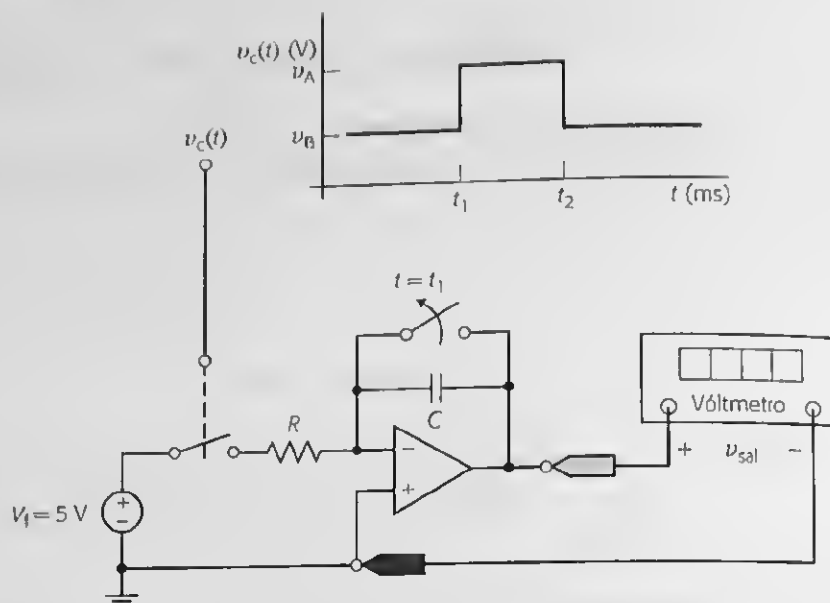 v_c(t) (V)
v_A
v_B
t_1
t_2
t (ms)
v_c(t)
t = t_1
C
R
Vóltmetro
+ v_sal −
−
+
+
−
V_f = 5 V